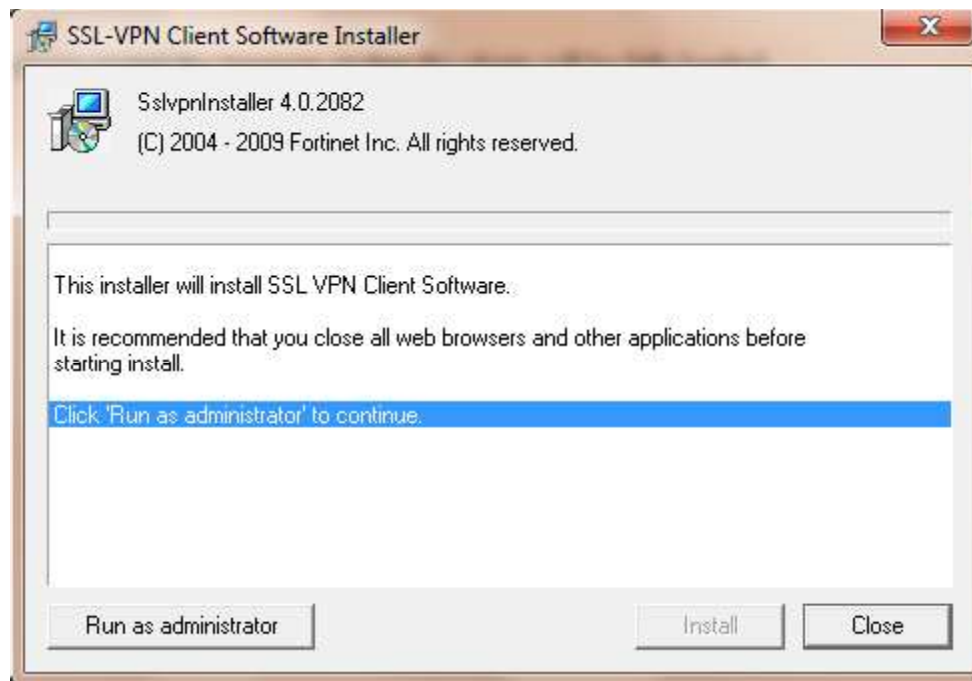 SSL-VPN Client Software Installer
SslvpnInstaller 4.0.2082
(C) 2004 - 2009 Fortinet Inc. All rights reserved.
This installer will install SSL VPN Client Software.
It is recommended that you close all web browsers and other applications before
starting install.
Click 'Run as administrator' to continue.
Run as administrator
Install
Close